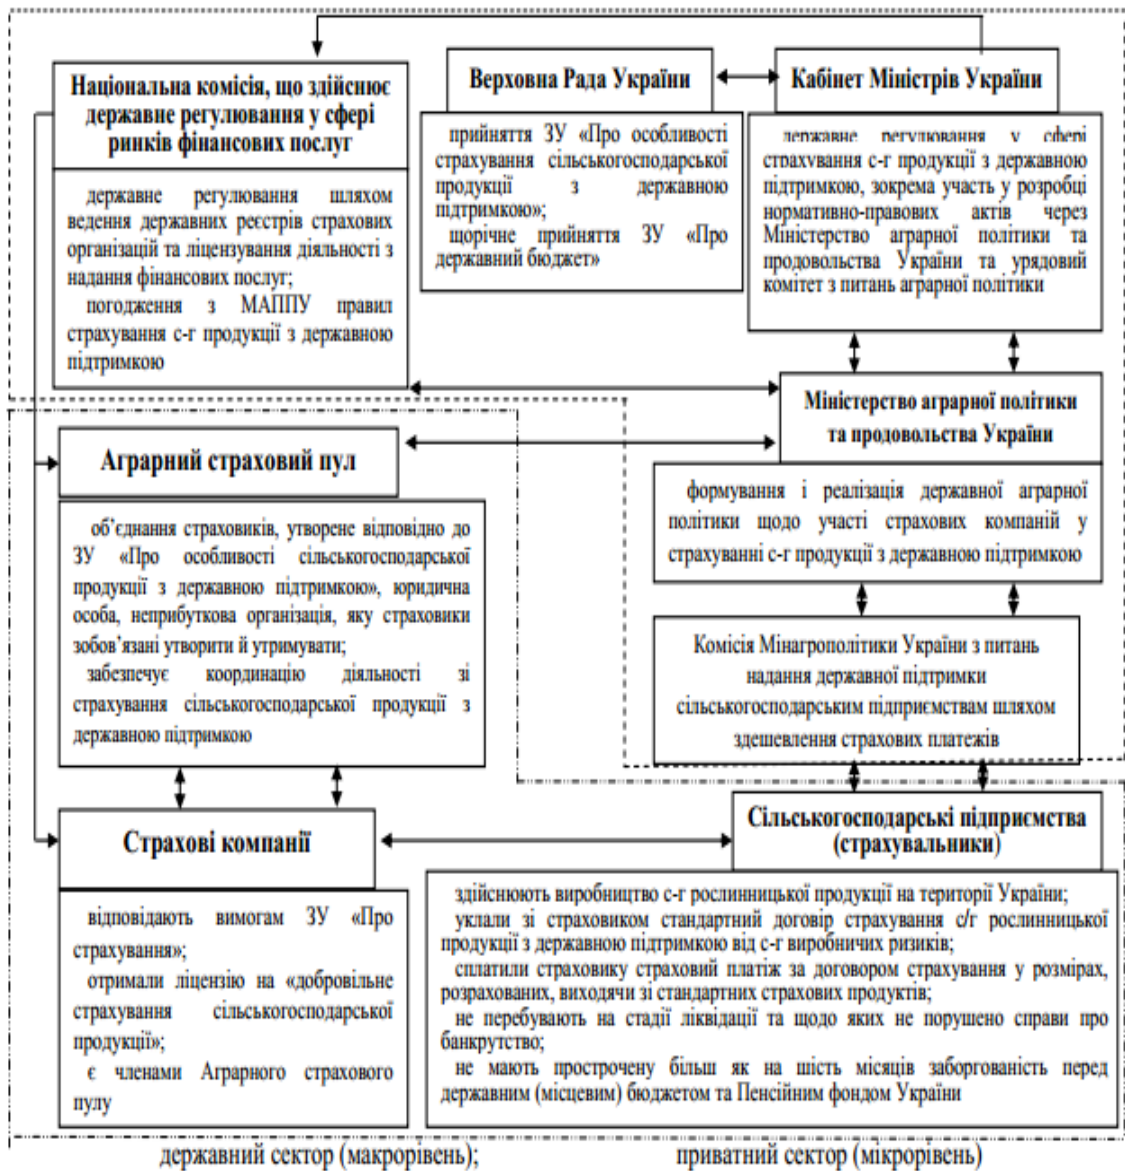 Національна комісія, що здійснює
державне регулювання у сфері
ринків фінансових послуг
державне регулювання шляхом
ведення державних реєстрів страхових
організацій та ліцензування діяльності з
надання фінансових послуг;
погодження з МАППУ правил
страхування с-г продукції з державною
підтримкою
Верховна Рада України
прийняття ЗУ «Про особливості
страхування сільськогосподарської
продукції з державною
підтримкою»;
щорічне прийняття ЗУ «Про
державний бюджет»
Кабінет Міністрів України
державне регулювання у сфері
страхування с-г продукції з державною
підтримкою, зокрема участь у розробці
нормативно-правових актів через
Міністерство аграрної політики та
продовольства України та урядовий
комітет з питань аграрної політики
Міністерство аграрної політики
та продовольства України
формування і реалізація державної аграрної
політики щодо участі страхових компаній у
страхуванні с-г продукції з державною підтримкою
Комісія Мінагрополітики України з питань
надання державної підтримки
сільськогосподарським підприємствам шляхом
здешевлення страхових платежів
Аграрний страховий пул
об’єднання страховиків, утворене відповідно до
ЗУ «Про особливості сільськогосподарської
продукції з державною підтримкою», юридична
особа, неприбуткова організація, яку страховики
зобов’язані утворити й утримувати;
забезпечує координацію діяльності зі
страхування сільськогосподарської продукції з
державною підтримкою
Страхові компанії
відповідають вимогам ЗУ «Про
страхування»;
отримали ліцензію на «добровільне
страхування сільськогосподарської
продукції»;
є членами Аграрного страхового
пулу
Сільськогосподарські підприємства
(страхувальники)
здійснюють виробництво с-г рослинницької продукції на території України;
уклали зі страховиком стандартний договір страхування с/г рослинницької
продукції з державною підтримкою від с-г виробничих ризиків;
сплатили страховику страховий платіж за договором страхування у розмірах,
розрахованих, виходячи зі стандартних страхових продуктів;
не перебувають на стадії ліквідації та щодо яких не порушено справи про
банкрутство;
не мають прострочену більш як на шість місяців заборгованість перед
державним (місцевим) бюджетом та Пенсійним фондом України
державний сектор (макрорівень);
приватний сектор (мікрорівень)